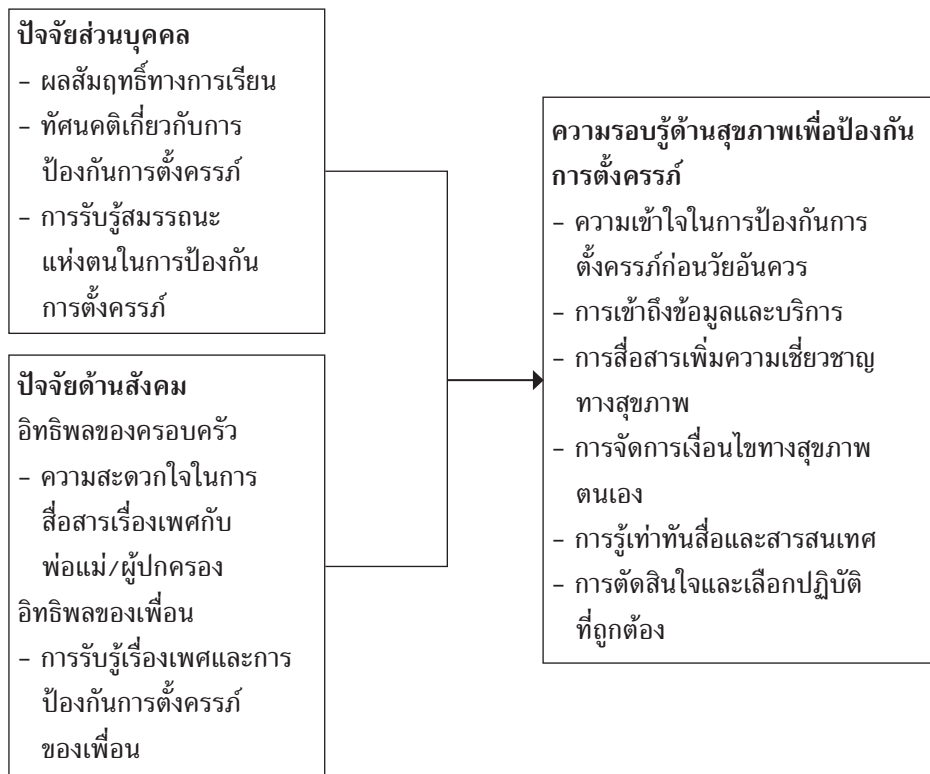 ปัจจัยส่วนบุคคล
– ผลสัมฤทธิ์ทางการเรียน
– ทัศนคติเกี่ยวกับการ
ป้องกันการตั้งครรภ์
– การรับรู้สมรรถนะ
แห่งตนในการป้องกัน
การตั้งครรภ์
ปัจจัยด้านสังคม
อิทธิพลของครอบครัว
– ความสะดวกใจในการ
สื่อสารเรื่องเพศกับ
พ่อแม่/ผู้ปกครอง
อิทธิพลของเพื่อน
– การรับรู้เรื่องเพศและการ
ป้องกันการตั้งครรภ์
ของเพื่อน
ความรอบรู้ด้านสุขภาพเพื่อป้องกัน
การตั้งครรภ์
– ความเข้าใจในการป้องกันการ
ตั้งครรภ์ก่อนวัยอันควร
– การเข้าถึงข้อมูลและบริการ
– การสื่อสารเพิ่มความเชี่ยวชาญ
ทางสุขภาพ
– การจัดการเงื่อนไขทางสุขภาพ
ตนเอง
– การรู้เท่าทันสื่อและสารสนเทศ
– การตัดสินใจและเลือกปฏิบัติ
ที่ถูกต้อง